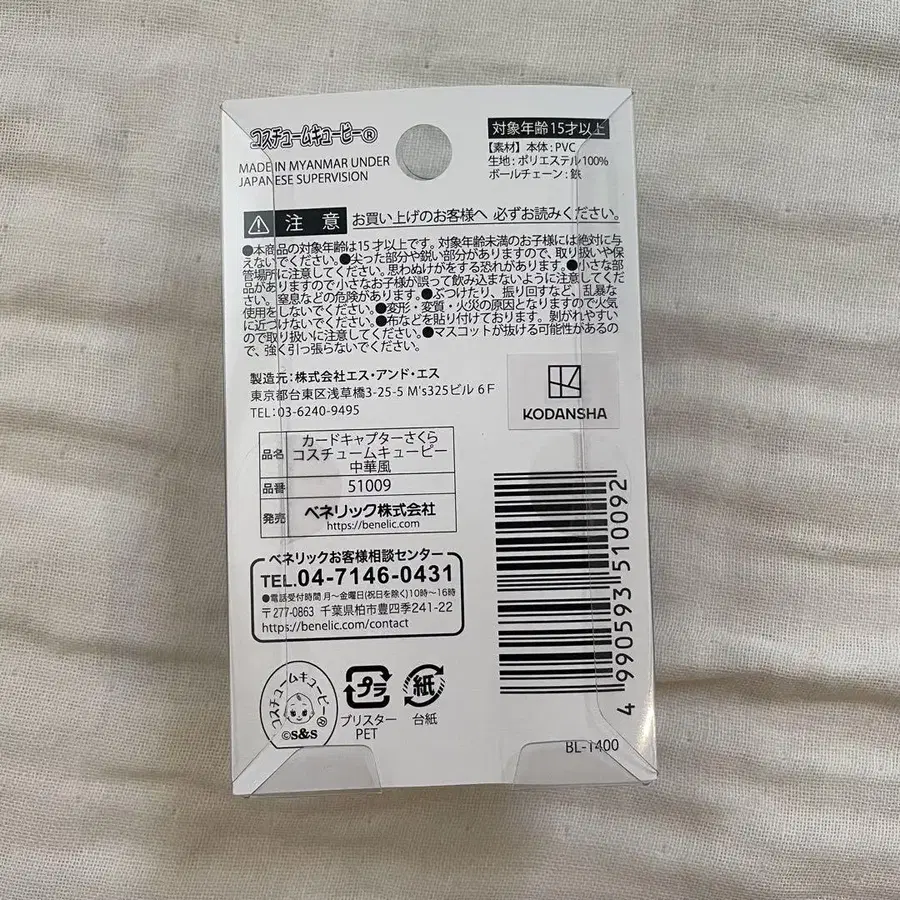 コスチュームキューピー®
MADE IN MYANMAR UNDER
JAPANESE SUPERVISION
対象年齢15才以上
【素材】本体:PVC
生地:ポリエステル100%
ボールチェーン:鉄
注意 お買い上げのお客様へ 必ずお読みください。
●本商品の対象年齢は15才以上です。対象年齢未満のお子様には絶対に与
えないでください。●尖った部分や鋭い部分がありますので、取り扱いや保
管場所に注意してください。思わぬけがをする恐れがあります。●小さな部
品がありますので小さなお子様が誤って飲み込まないように注意してくだ
さい。窒息などの危険があります。●ぶつけたり、振り回すなど、乱暴な
使用をしないでください。●変形・変質・火災の原因となりますので火気
に近づけないでください。●布などを貼り付けております。剝がれやすい
ので取り扱いに注意してください。●マスコットが抜ける可能性があるの
で、強く引っ張らないでください。
製造元:株式会社エス・アンド・エス
東京都台東区浅草橋3-25-5 M's325ビル 6F
TEL:03-6240-9495
KODANSHA
品名 カードキャプターさくら
コスチュームキューピー
中華風
品番 51009
発売 ベネリック株式会社
https://benelic.com
ベネリックお客様相談センター
TEL.04-7146-0431
●電話受付時間 月〜金曜日(祝日を除く)10時〜16時
〒277-0863 千葉県柏市豊四季241-22
https://benelic.com/contact
4 990593 510092
コスチュームキューピー®
©s&s
プラ
ブリスター
PET
紙
台紙
BL-1400